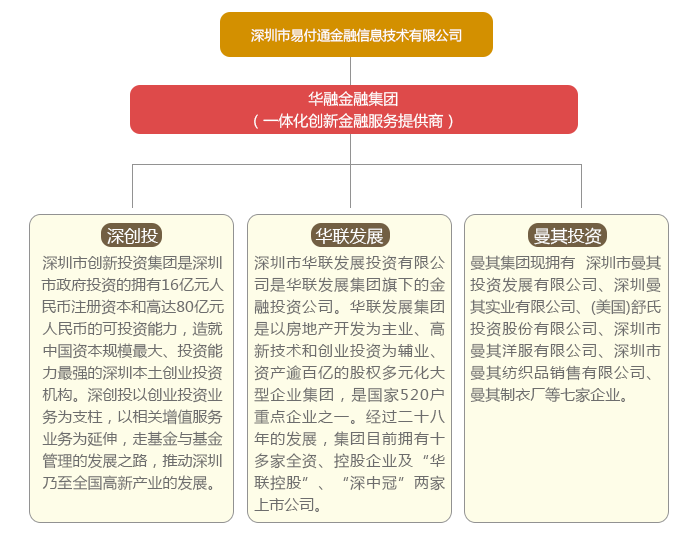 深圳市易付通金融信息技术有限公司
华融金融集团
（一体化创新金融服务提供商）
深创投
深圳市创新投资集团是深圳
市政府投资的拥有16亿元人
民币注册资本和高达80亿元
人民币的可投资能力，造就
中国资本规模最大、投资能
力最强的深圳本土创业投资
机构。深创投以创业投资业
务为支柱，以相关增值服务
业务为延伸，走基金与基金
管理的发展之路，推动深圳
乃至全国高新产业的发展。
华联发展
深圳市华联发展投资有限公
司是华联发展集团旗下的金
融投资公司。华联发展集团
是以房地产开发为主业、高
新技术和创业投资为辅业、
资产逾百亿的股权多元化大
型企业集团，是国家520户
重点企业之一。经过二十八
年的发展，集团目前拥有十
多家全资、控股企业及“华
联控股”、“深中冠”两家
上市公司。
曼其投资
曼其集团现拥有 深圳市曼其
投资发展有限公司、深圳曼
其实业有限公司、(美国)舒氏
投资股份有限公司、深圳市
曼其洋服有限公司、深圳市
曼其纺织品销售有限公司、
曼其制衣厂等七家企业。